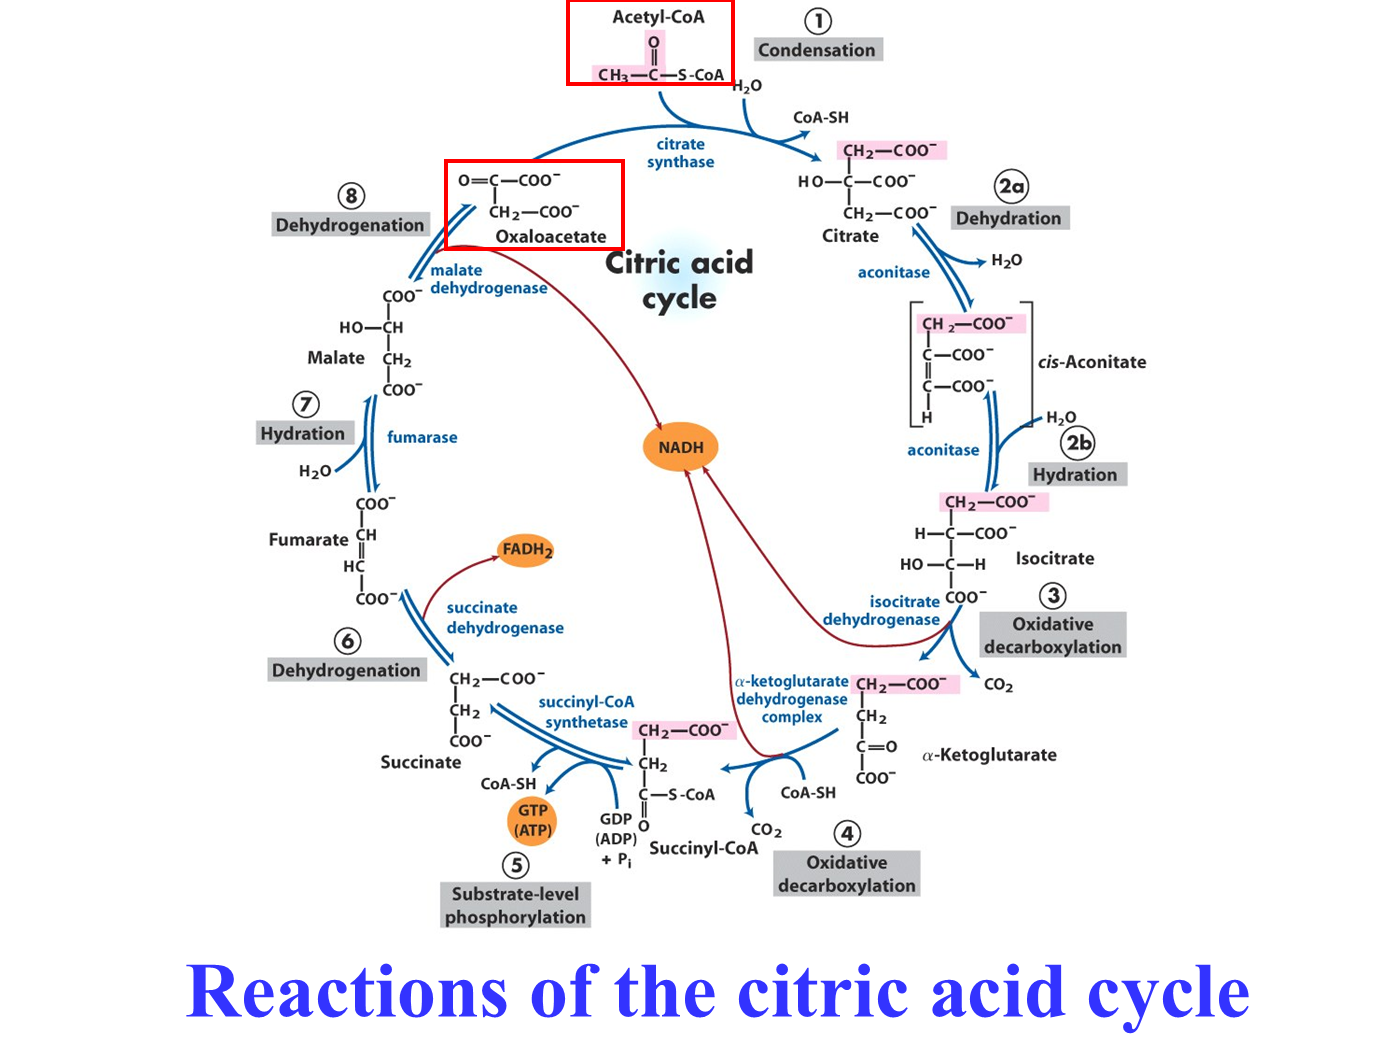 Acetyl-CoA
O
CH₃—C—S-CoA
① 
Condensation
H₂O
CoA-SH
citrate
synthase
CH₂—COO⁻
HO—C—COO⁻
CH₂—COO⁻
Citrate
2a
Dehydration
H₂O
aconitase
CH₂—COO⁻
C—COO⁻
C—COO⁻
H
cis-Aconitate
aconitase
H₂O
2b
Hydration
CH₂—COO⁻
H—C—COO⁻
HO—C—H
COO⁻
Isocitrate
isocitrate
dehydrogenase
③
Oxidative
decarboxylation
CO₂
CH₂—COO⁻
CH₂
C=O
COO⁻
α-Ketoglutarate
α-ketoglutarate
dehydrogenase
complex
CoA-SH
CO₂
④
Oxidative
decarboxylation
CH₂—COO⁻
CH₂
C—S-CoA
O
Succinyl-CoA
succinyl-CoA
synthetase
GDP
(ADP)
+ Pᵢ
CoA-SH
GTP
(ATP)
⑤
Substrate-level
phosphorylation
CH₂—COO⁻
CH₂
COO⁻
Succinate
⑥
Dehydrogenation
succinate
dehydrogenase
FADH₂
COO⁻
CH
HC
COO⁻
Fumarate
⑦
Hydration
H₂O
fumarase
COO⁻
HO—CH
CH₂
COO⁻
Malate
⑧
Dehydrogenation
malate
dehydrogenase
O=C—COO⁻
CH₂—COO⁻
Oxaloacetate
Citric acid
cycle
NADH
Reactions of the citric acid cycle